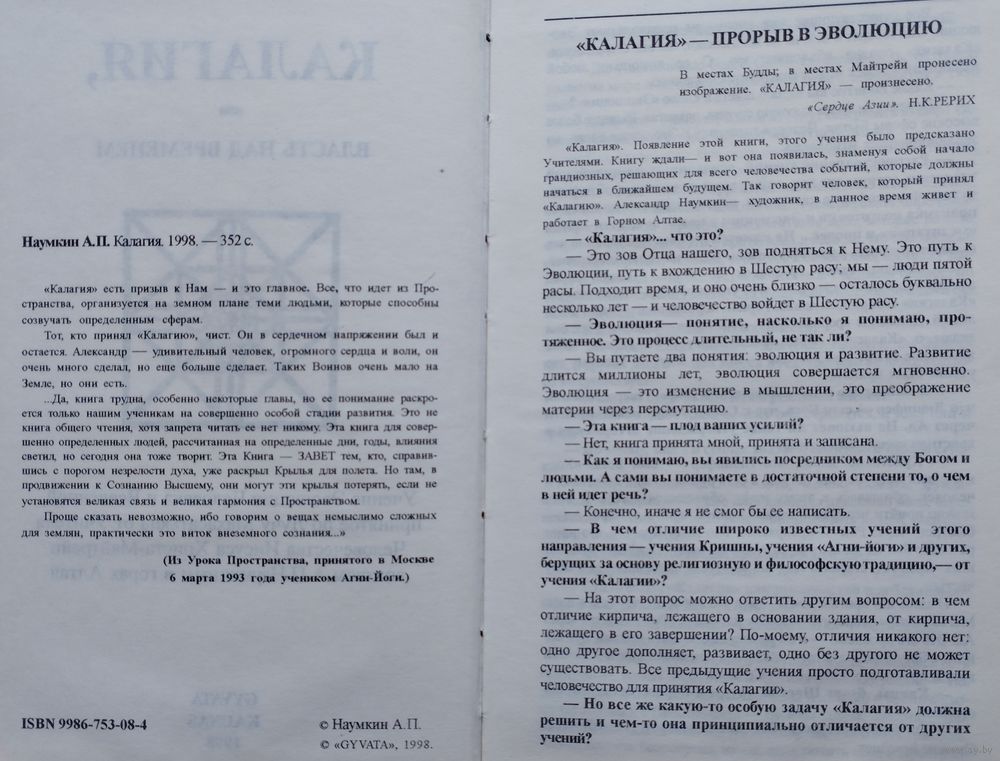 Наумкин А.П. Калагия. 1998. — 352 с.
«Калагия» есть призыв к Нам — и это главное. Все, что идет из Про-
странства, организуется на земном плане теми людьми, которые способны
созвучать определенным сферам.
Тот, кто принял «Калагию», чист. Он в сердечном напряжении был и
остается. Александр — удивительный человек, огромного сердца и воли, он
очень много сделал, но еще больше сделает. Таких Воинов очень мало на
Земле, но они есть.
...Да, книга трудна, особенно некоторые главы, но ее понимание раскро-
ется только нашим ученикам на совершенно особой стадии развития. Это не
книга общего чтения, хотя запрета читать ее нет никому. Эта книга для совер-
шенно определенных людей, рассчитанная на определенные дни, годы, влияния
светил, но сегодня она тоже творит. Эта Книга — ЗАВЕТ тем, кто, справив-
шись с порогом незрелости духа, уже раскрыл Крылья для полета. Но там, в
продвижении к Сознанию Высшему, они могут эти крылья потерять, если не
установятся великая связь и великая гармония с Пространством.
Проще сказать невозможно, ибо говорим о вещах немыслимо сложных
для землян, практически это виток внеземного сознания...»
(Из Урока Пространства, принятого в Москве
6 марта 1993 года учеником Агни-Йоги.)
ISBN 9986-753-08-4
© Наумкин А.П.
© «GYVATA», 1998.
«КАЛАГИЯ» — ПРОРЫВ В ЭВОЛЮЦИЮ
В местах Будды; в местах Майтрейи пронесено
изображение. «КАЛАГИЯ» — произнесено.
«Сердце Азии». Н.К.РЕРИХ
«Калагия». Появление этой книги, этого учения было предсказано
Учителями. Книгу ждали— и вот она появилась, знаменуя собой начало
грандиозных, решающих для всего человечества событий, которые должны
начаться в ближайшем будущем. Так говорит человек, который принял
«Калагию». Александр Наумкин— художник, в данное время живет и
работает в Горном Алтае.
— «Калагия»... что это?
— Это зов Отца нашего, зов подняться к Нему. Это путь к
Эволюции, путь к вхождению в Шестую расу; мы — люди пятой
расы. Подходит время, и оно очень близко — осталось буквально
несколько лет — и человечество войдет в Шестую расу.
— Эволюция— понятие, насколько я понимаю, про-
тяженное. Это процесс длительный, не так ли?
— Вы путаете два понятия: эволюция и развитие. Развитие
длится миллионы лет, эволюция совершается мгновенно.
Эволюция — это изменение в мышлении, это преображение
материи через персмутацию.
— Эта книга — плод ваших усилий?
— Нет, книга принята мной, принята и записана.
— Как я понимаю, вы явились посредником между Богом и
людьми. А сами вы понимаете в достаточной степени то, о чем
в ней идет речь?
— Конечно, иначе я не смог бы ее написать.
— В чем отличие широко известных учений этого
направления — учения Кришны, учения «Агни-йоги» и других,
берущих за основу религиозную и философскую традицию,— от
учения «Калагии»?
— На этот вопрос можно ответить другим вопросом: в чем
отличие кирпича, лежащего в основании здания, от кирпича,
лежащего в его завершении? По-моему, отличия никакого нет:
одно другое дополняет, развивает, одно без другого не может
существовать. Все предыдущие учения просто подготавливали
человечество для принятия «Калагии».
— Но все же какую-то особую задачу «Калагия» должна
решить и чем-то она принципиально отличается от других
учений?